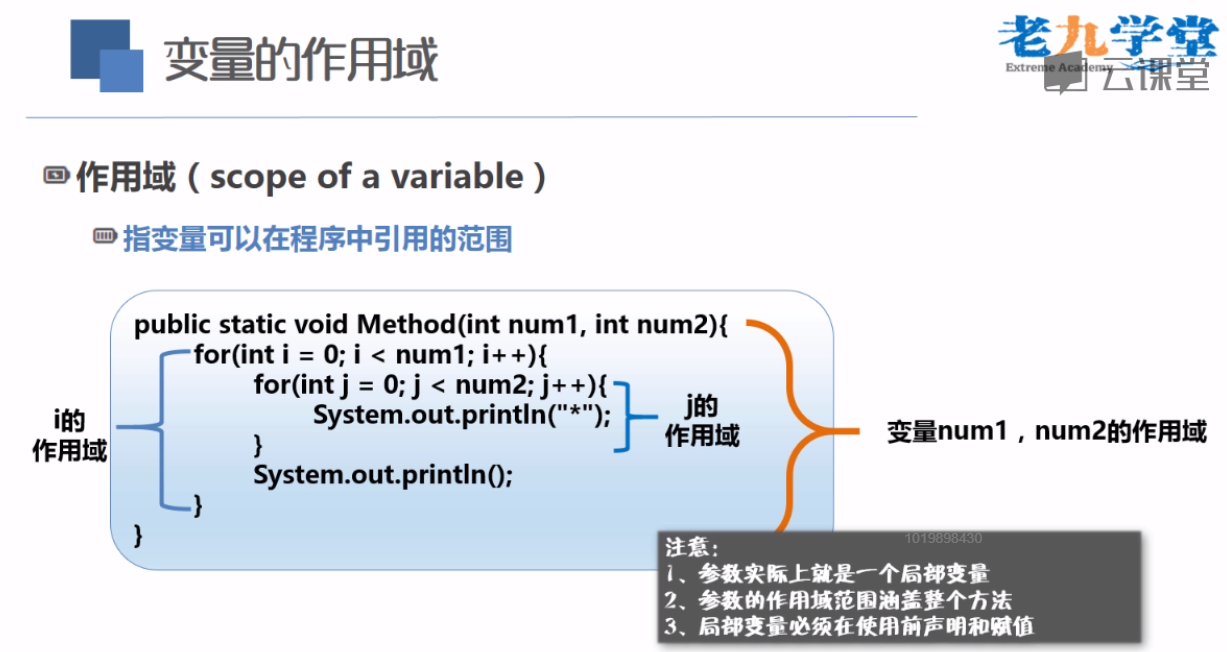 变量的作用域
老九学堂
Extreme Academy
云课堂
作用域（scope of a variable）
指变量可以在程序中引用的范围
public static void Method(int num1, int num2){
for(int i = 0; i < num1; i++){
for(int j = 0; j < num2; j++){
System.out.println("*");
}
System.out.println();
}
}
i的
作用域
j的
作用域
变量num1，num2的作用域
1019898430
注意：
1、参数实际上就是一个局部变量
2、参数的作用域范围涵盖整个方法
3、局部变量必须在使用前声明和赋值